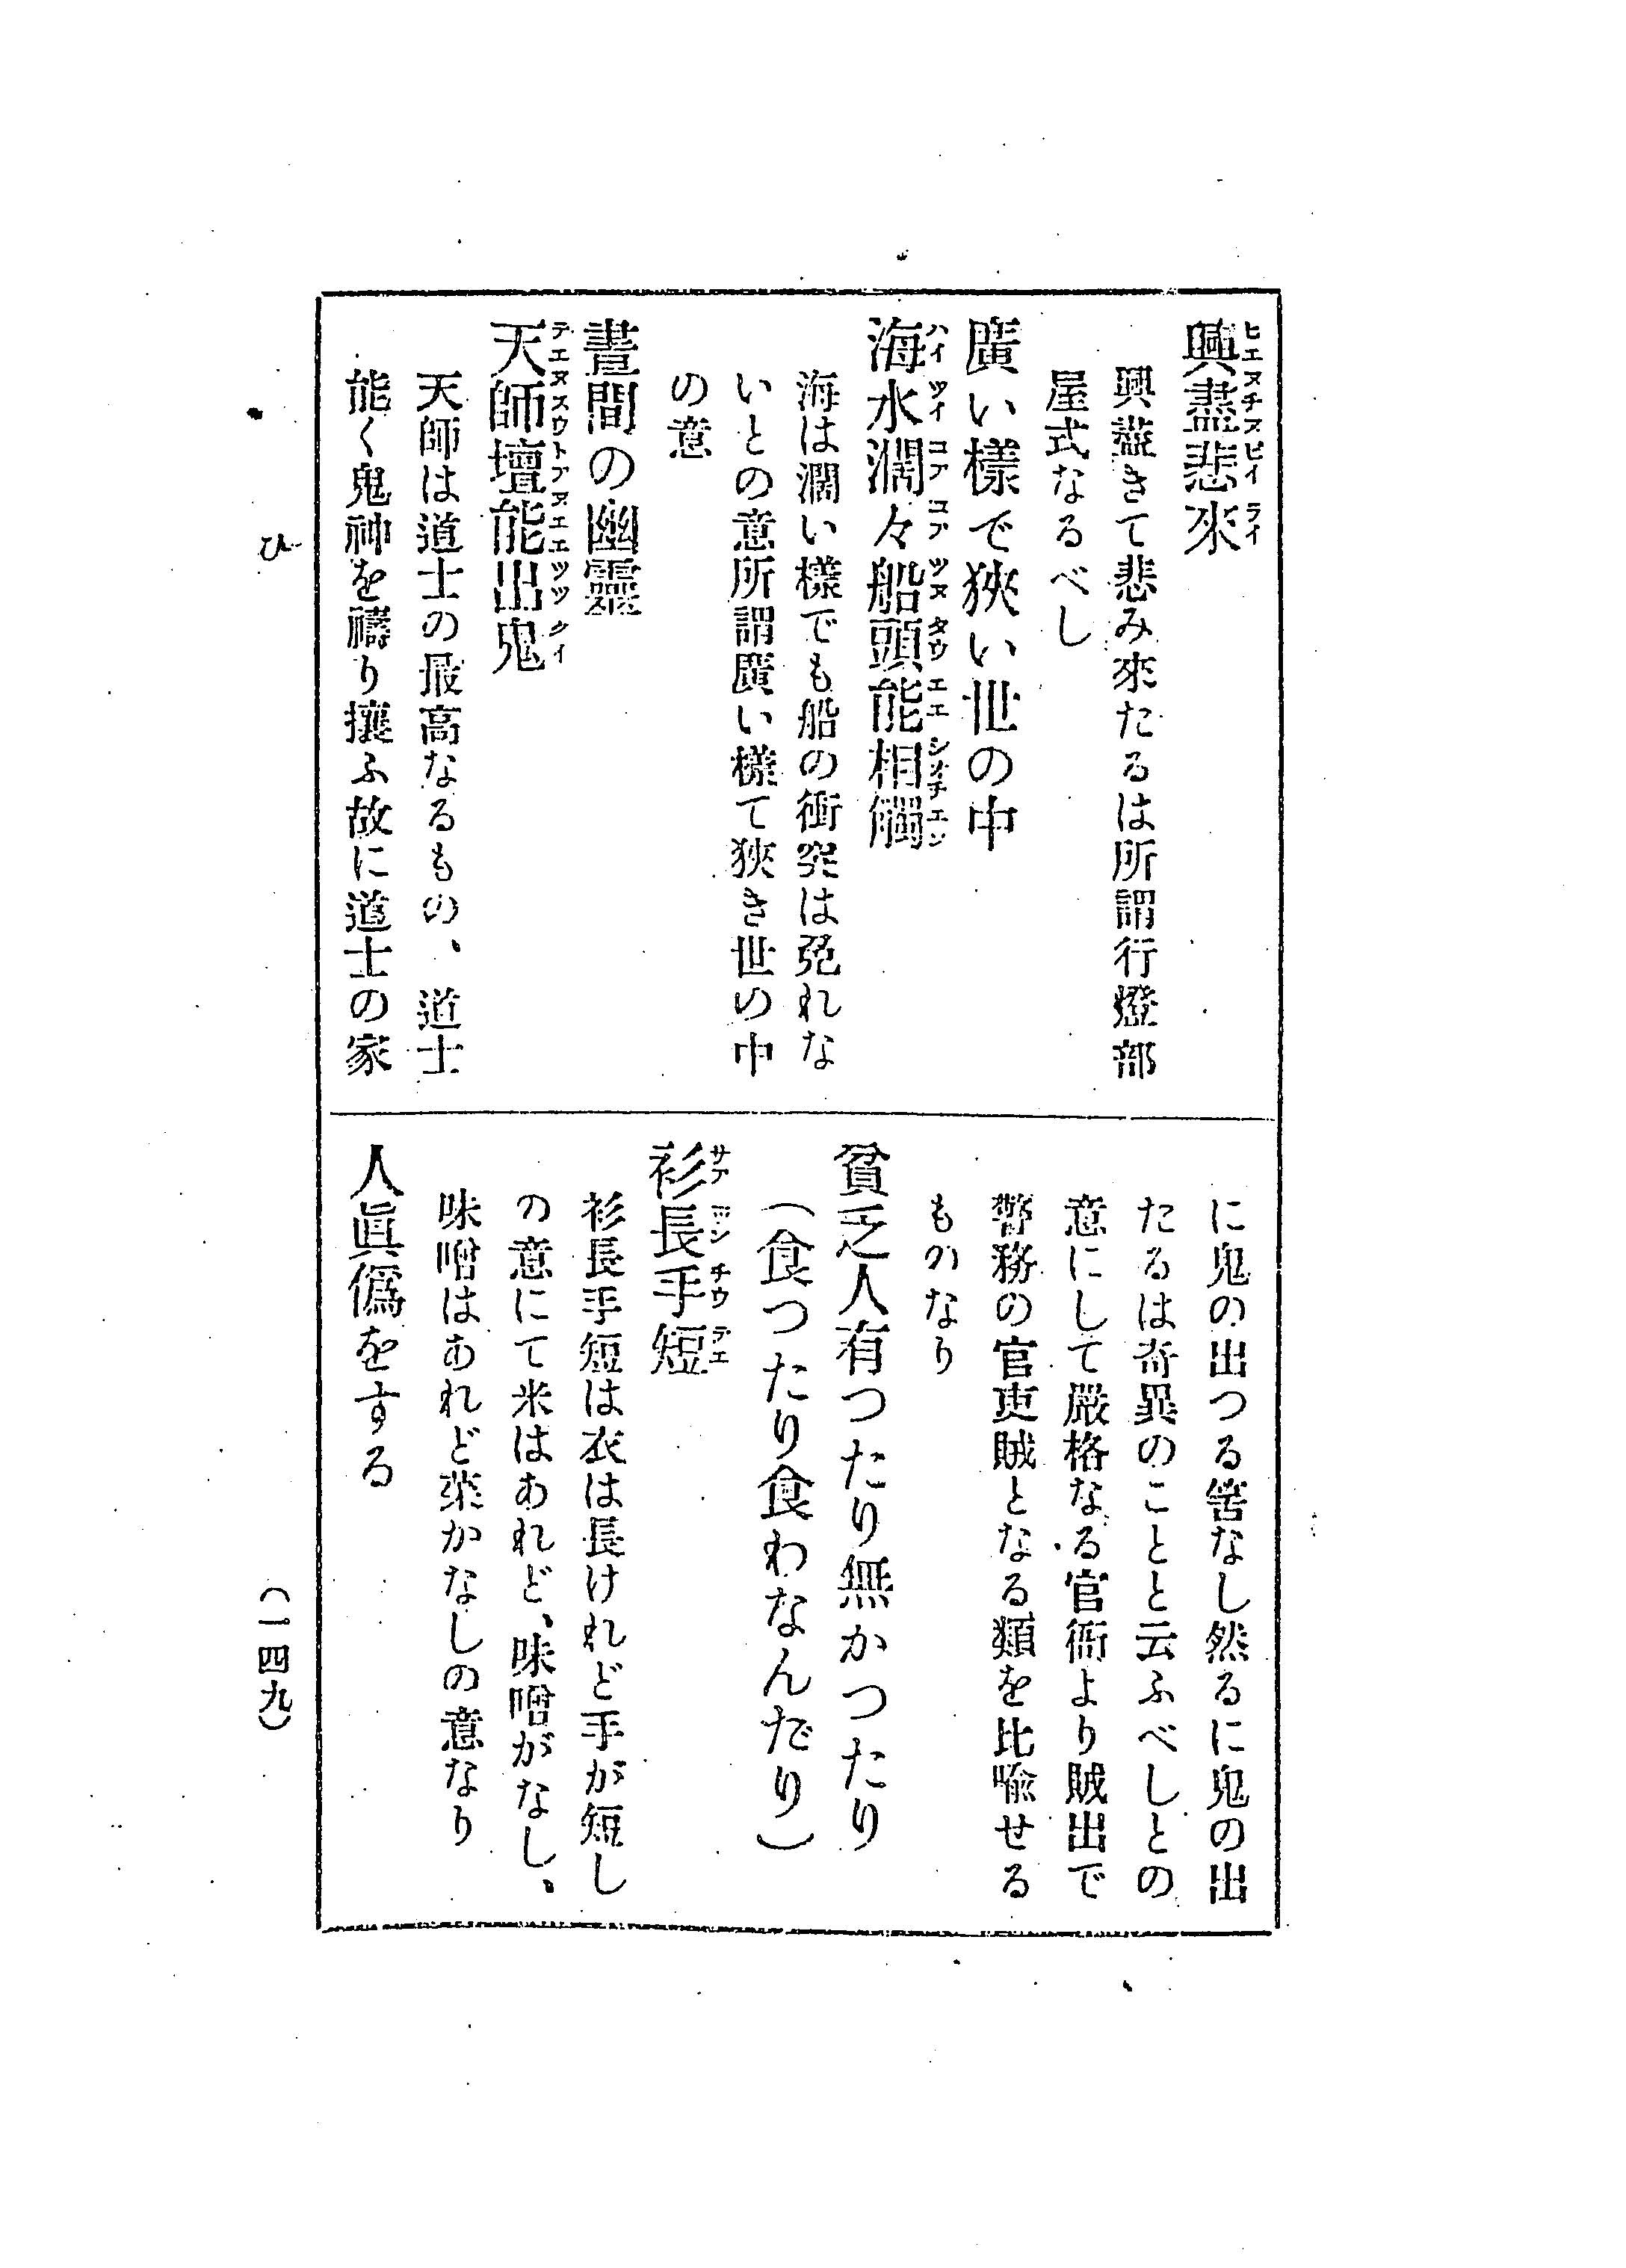 興盡悲來
興盡きて悲み來たるは所謂行燈部
屋式なるべし
廣い樣で狹い世の中
海水濶々船頭能相觸
海は濶い樣でも船の衝突は免れな
いとの意所謂廣い樣て狹き世の中
の意
晝間の幽靈
天師壇能出鬼
天師は道士の最高なるもの、道士
能く鬼神を禱り攘ふ故に道士の家
に鬼の出つる筈なし然るに鬼の出
たるは奇異のことと云ふべしとの
意にして嚴格なる官衙より賊出で
警務の官吏賊となる類を比喩せる
ものなり
貧乏人有つたり無かつたり
(食つたり食わなんだり)
衫長手短
衫長手短は衣は長けれど手が短し
の意にて米はあれど、味噌がなし、
味噌はあれど菜かなしの意なり
人眞僞をする
ひ
(一四九)